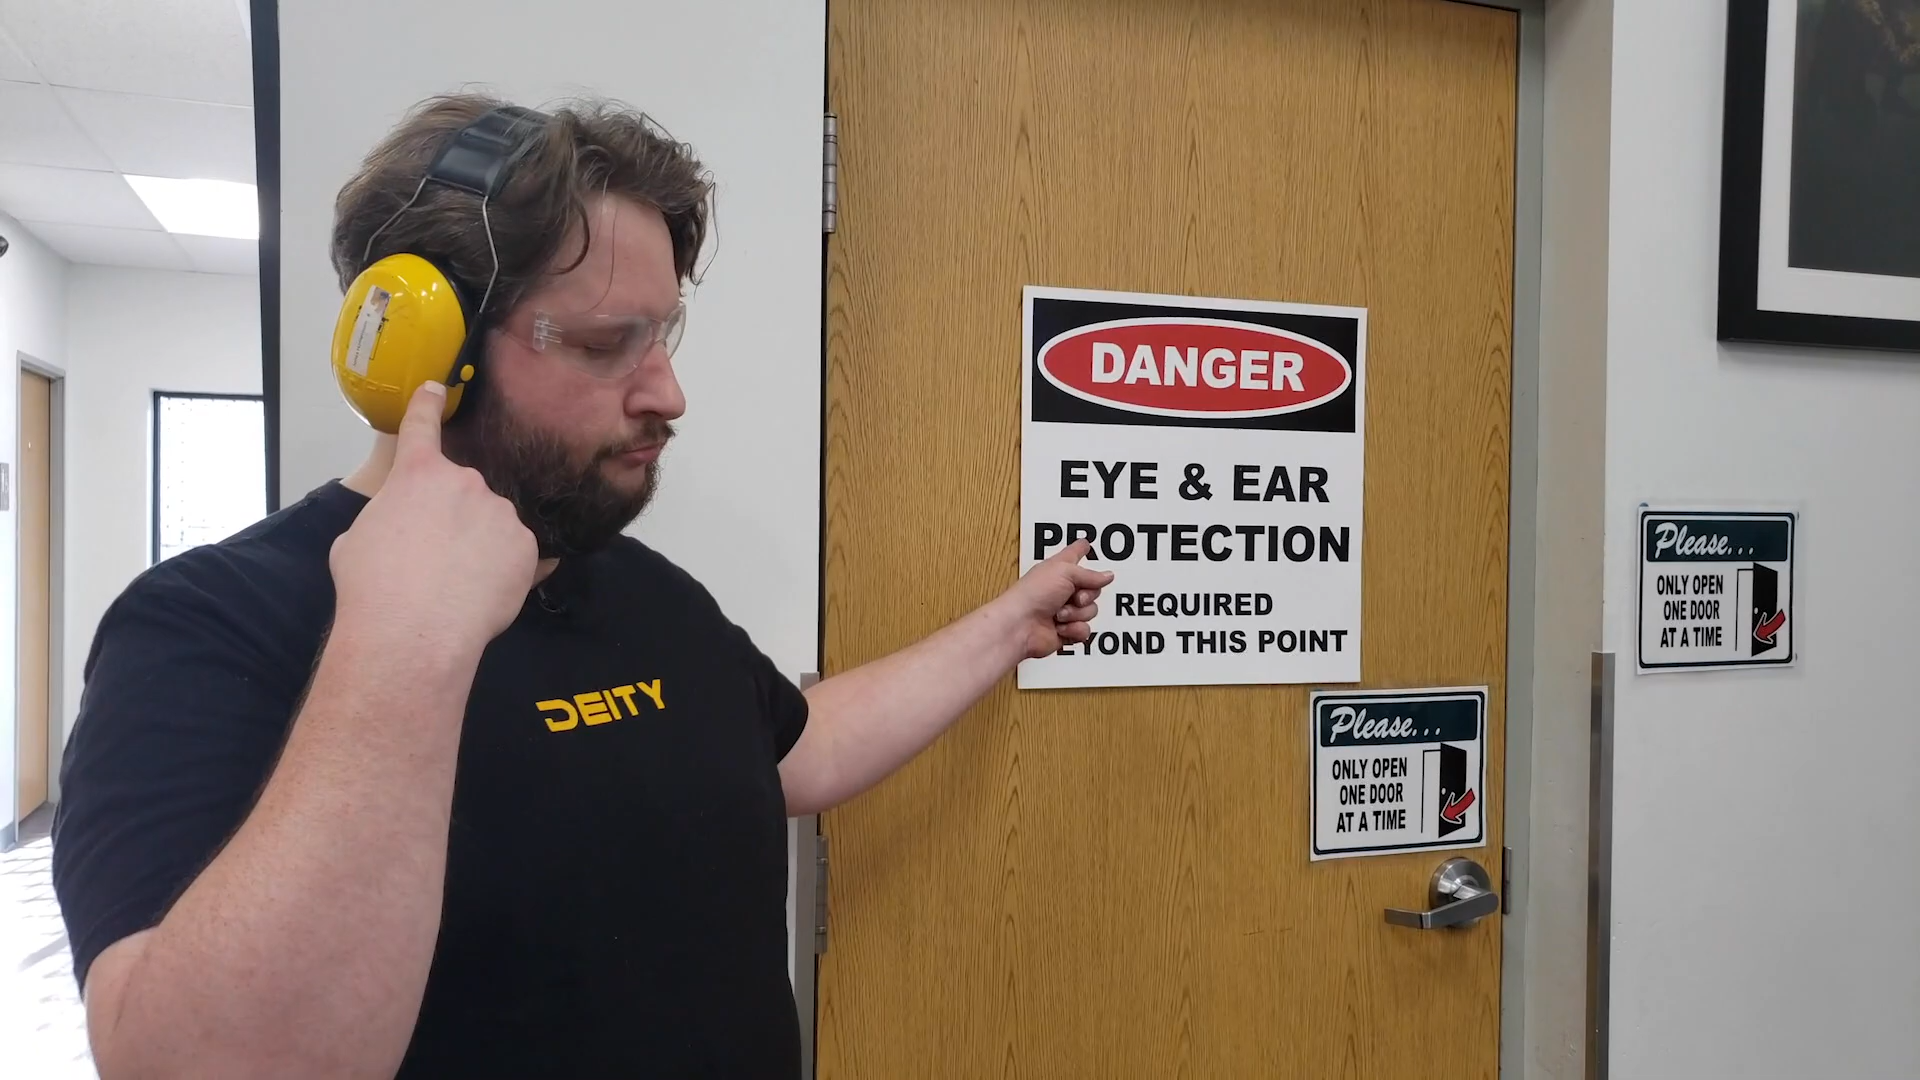 DANGER
EYE & EAR
PROTECTION
REQUIRED
BEYOND THIS POINT
DEITY
Please...
ONLY OPEN
ONE DOOR
AT A TIME
Please...
ONLY OPEN
ONE DOOR
AT A TIME